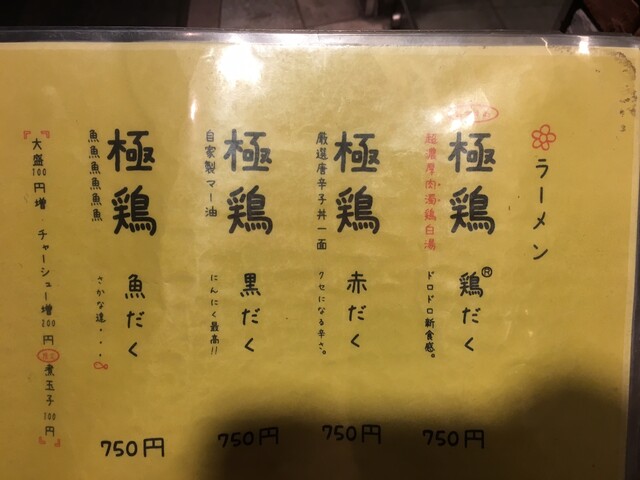 ラーメン
極鶏
鶏®だく
超濃厚肉濁鶏白湯
ドロドロ新食感。
750円
極鶏
赤だく
厳選唐辛子丼一面
クセになる辛さ。
750円
極鶏
黒だく
自家製マー油
にんにく最高!!
750円
極鶏
魚だく
魚魚魚魚魚魚魚
さかな達・・・
750円
『大盛100円増・チャーシュー増200円
煮玉子100円』